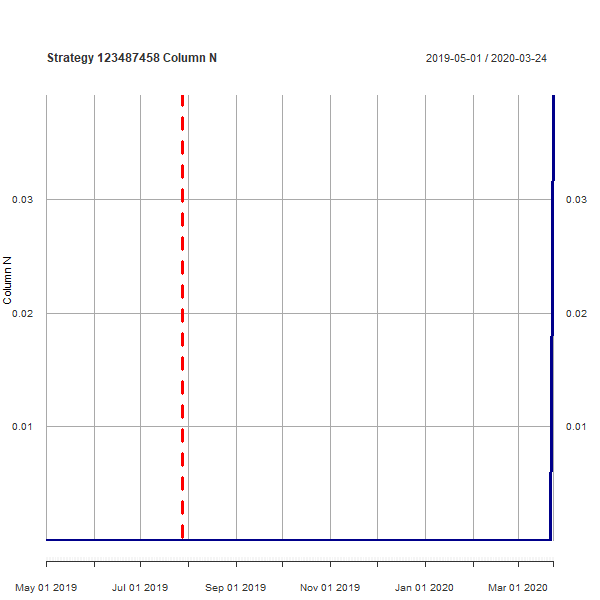 Strategy 123487458 Column N
2019-05-01 / 2020-03-24
Column N
0.03
0.03
0.02
0.02
0.01
0.01
May 01 2019
Jul 01 2019
Sep 01 2019
Nov 01 2019
Jan 01 2020
Mar 01 2020